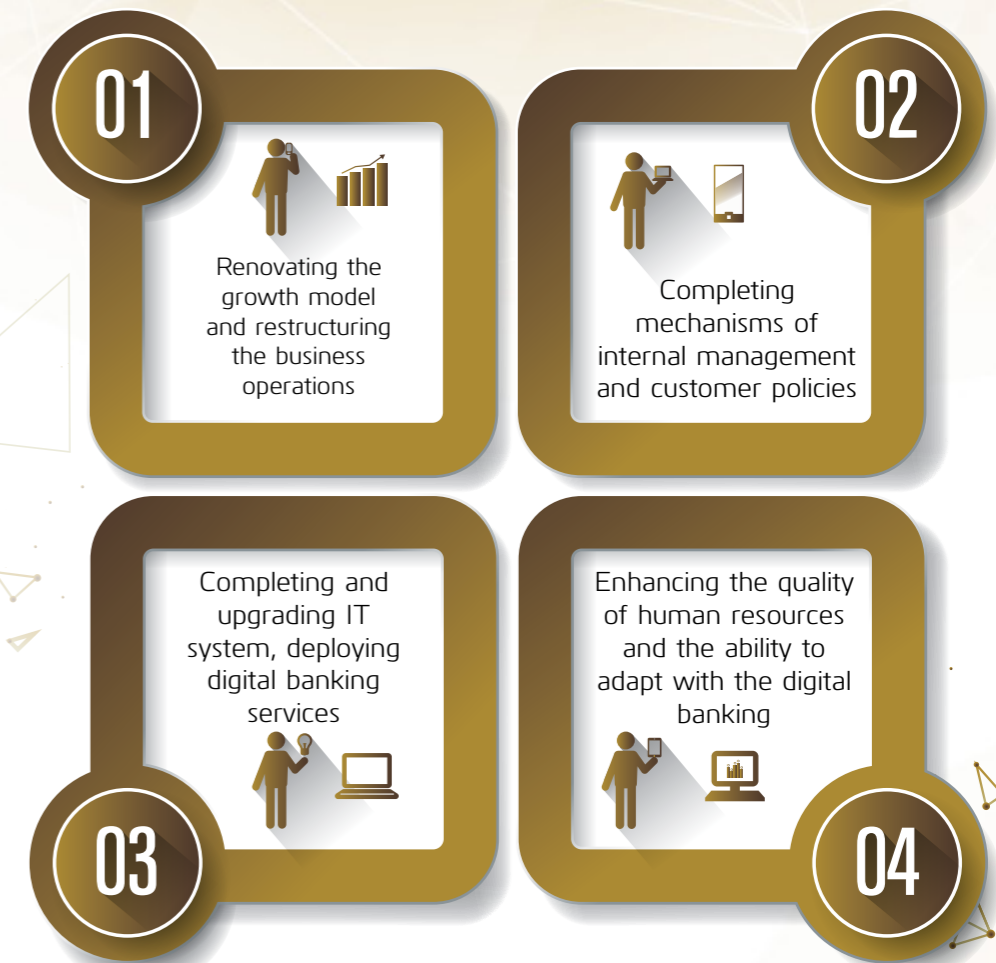 01
Renovating the
growth model
and restructuring
the business
operations
02
Completing
mechanisms of
internal management
and customer policies
03
Completing and
upgrading IT
system, deploying
digital banking
services
04
Enhancing the quality
of human resources
and the ability to
adapt with the digital
banking